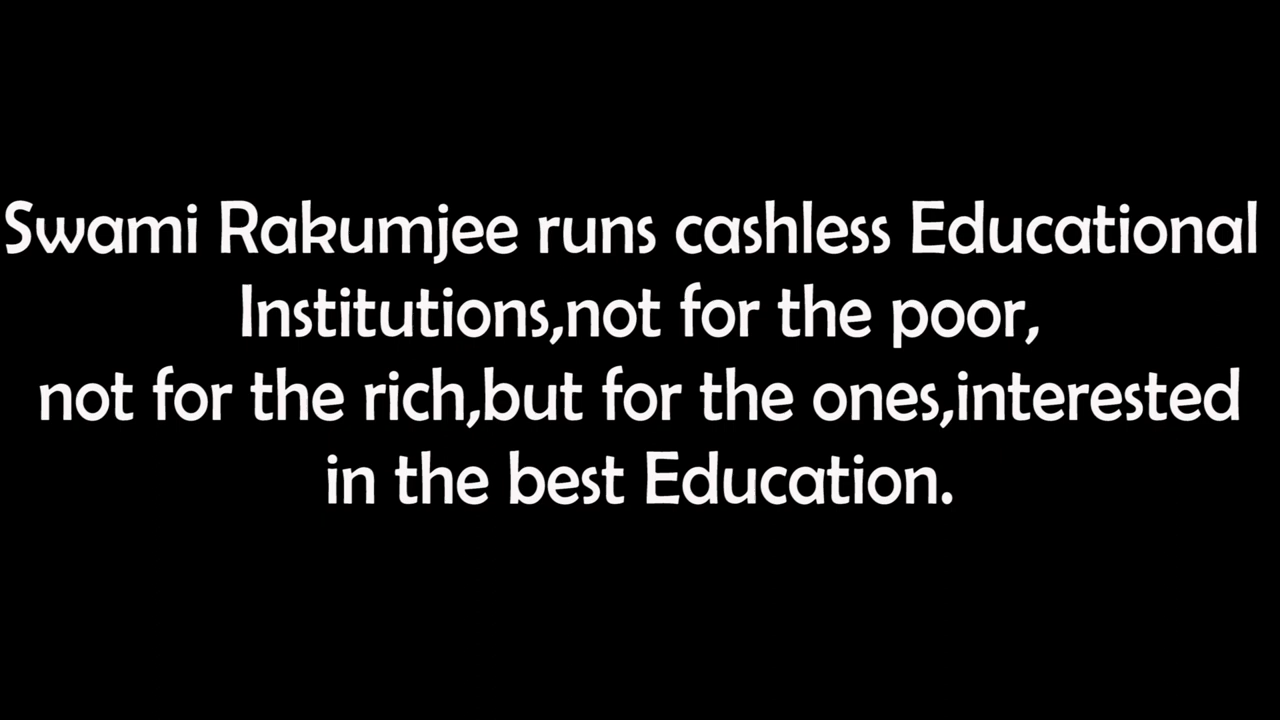 Swami Rakumjee runs cashless Educational
Institutions,not for the poor,
not for the rich,but for the ones,interested
in the best Education.